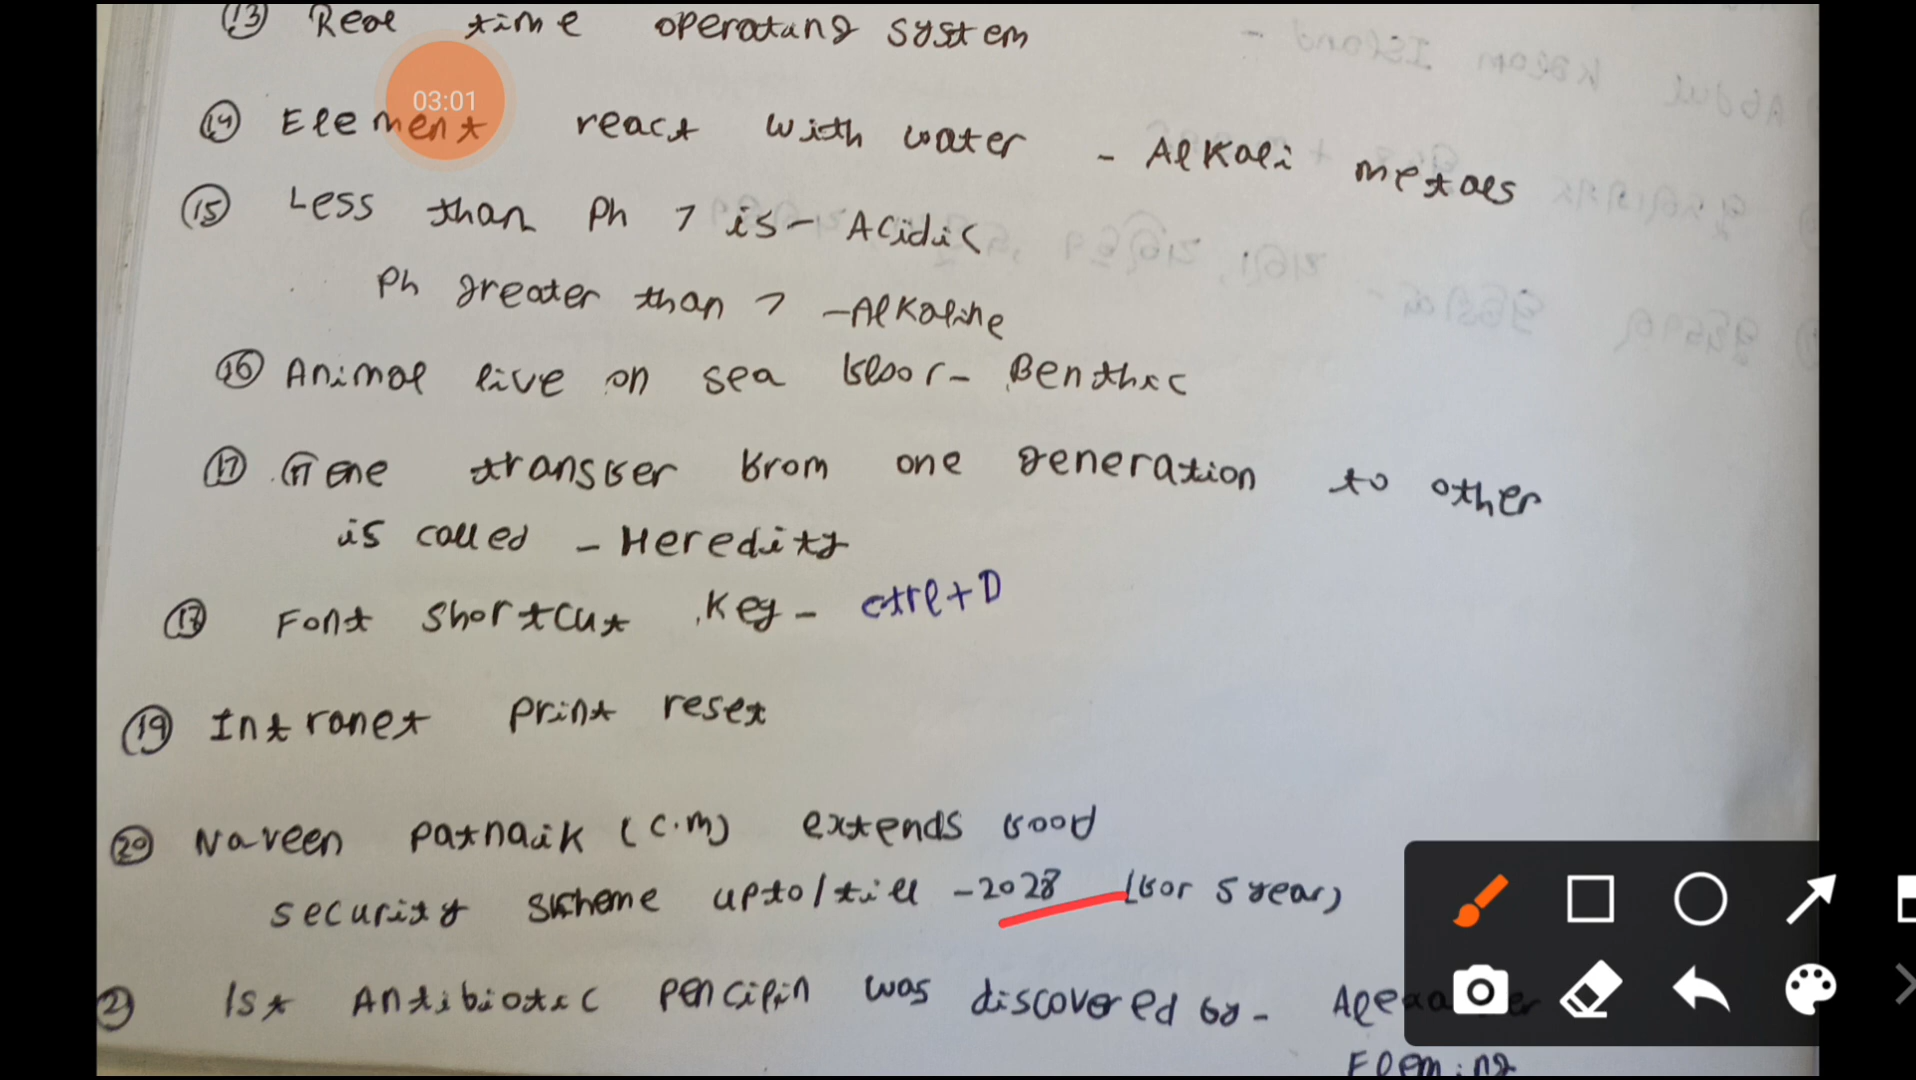 (13) Real time operating system
03:01
(14) Element react with water - Alkali metals
(15) Less than Ph 7 is - Acidic
Ph greater than 7 - Alkaline
(16) Animal live on sea floor - Benthic
(17) Gene transfer from one generation to other
is called - Heredity
Font Shortcut Key - ctrl+D
(19) Intranet print reset
(20) Naveen patnaik (C.M) extends food
security scheme upto/till - 2028 (for 5 year)
1st Antibiotic pencilin was discovered by -
Fleming